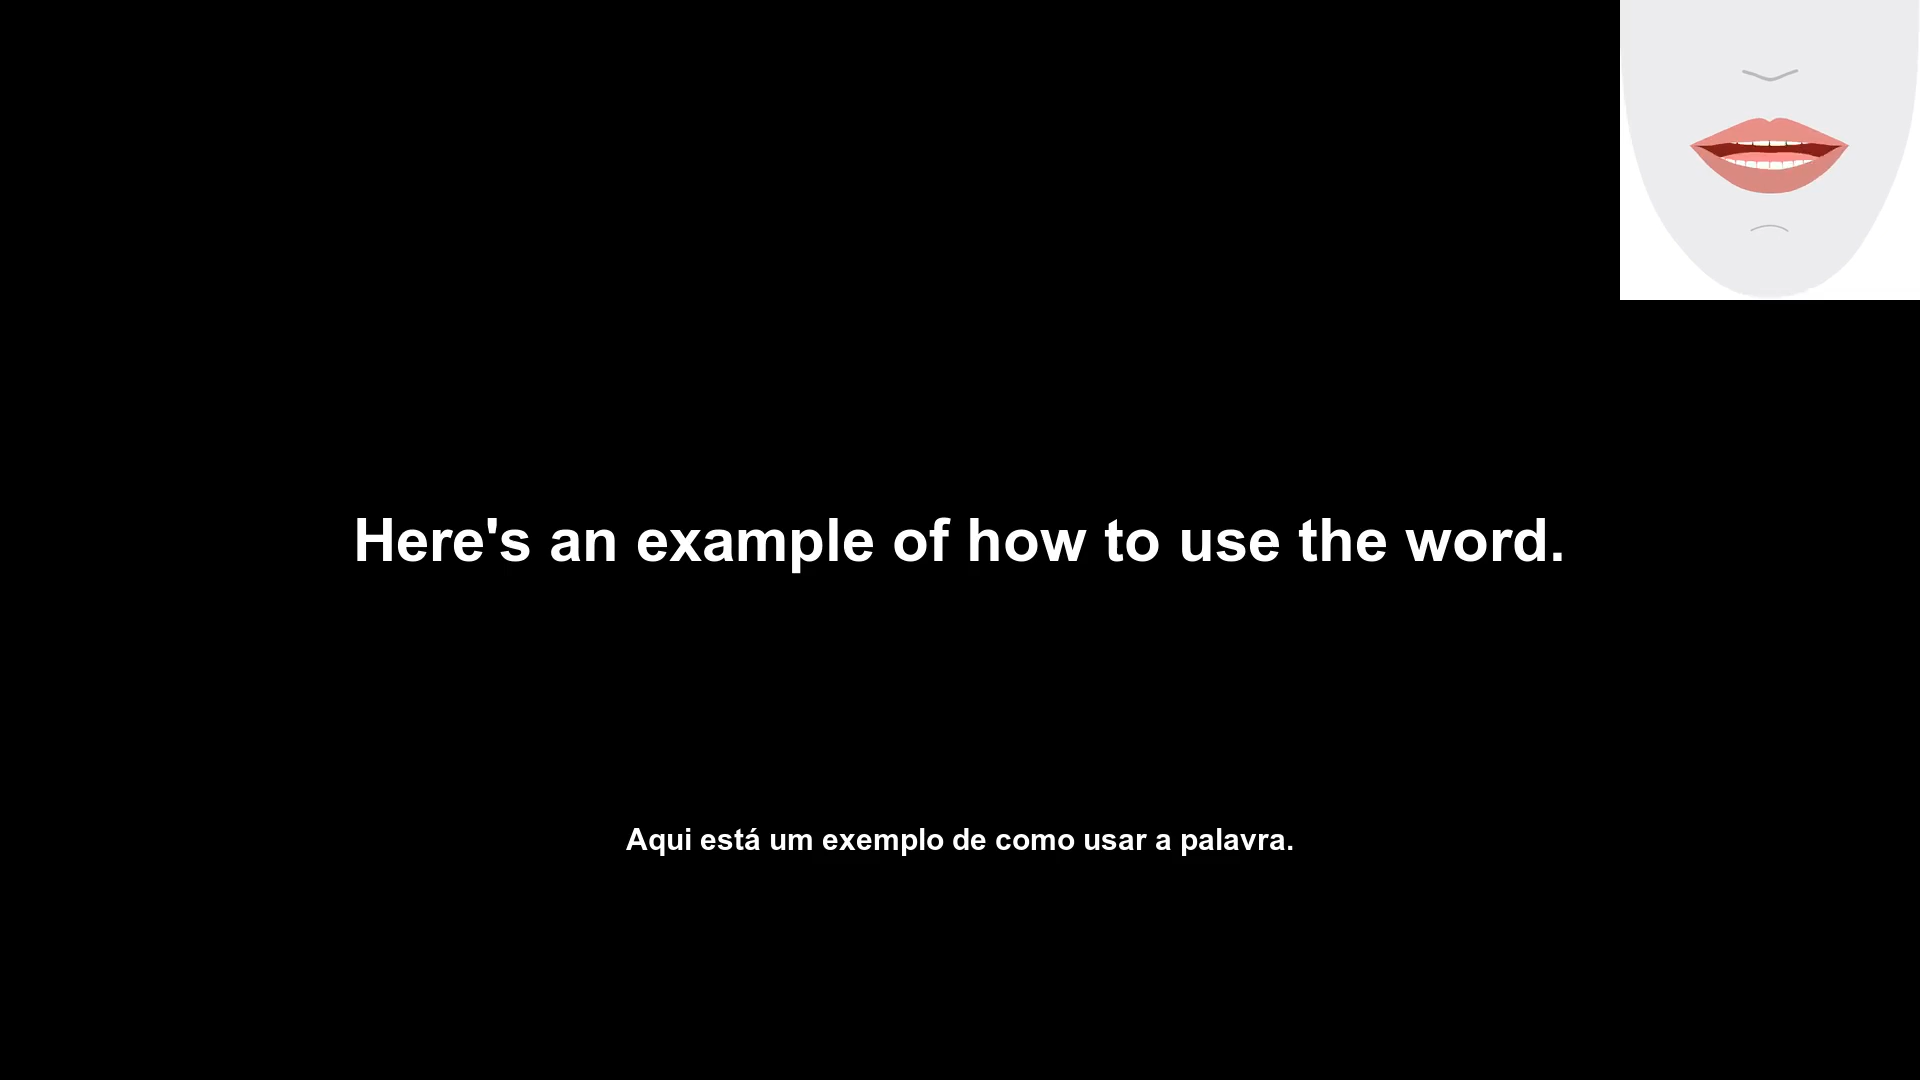 Here's an example of how to use the word.
Aqui está um exemplo de como usar a palavra.